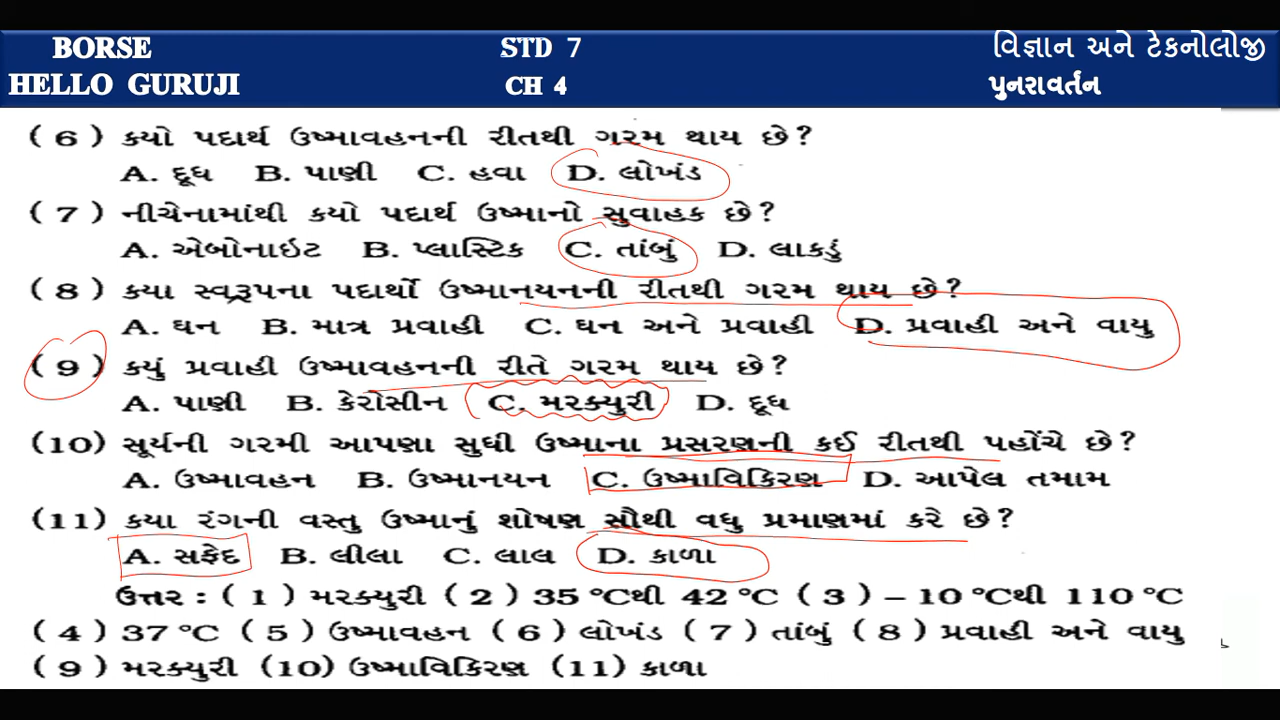 BORSE STD 7 વિજ્ઞાન અને ટેકનોલોજી
HELLO GURUJI CH 4 પુનરાવર્તન
( 6 ) કયો પદાર્થ ઉષ્માવહનની રીતથી ગરમ થાય છે?
A. દૂધ B. પાણી C. હવા D. લોખંડ
( 7 ) નીચેનામાંથી કયો પદાર્થ ઉષ્માનો સુવાહક છે?
A. એબોનાઇટ B. પ્લાસ્ટિક C. તાંબું D. લાકડું
( 8 ) કયા સ્વરૂપના પદાર્થો ઉષ્માનયનની રીતથી ગરમ થાય છે?
A. ઘન B. માત્ર પ્રવાહી C. ઘન અને પ્રવાહી D. પ્રવાહી અને વાયુ
( 9 ) કયું પ્રવાહી ઉષ્માવહનની રીતે ગરમ થાય છે?
A. પાણી B. કેરોસીન C. મરક્યુરી D. દૂધ
(10) સૂર્યની ગરમી આપણા સુધી ઉષ્માના પ્રસરણની કઈ રીતથી પહોંચે છે?
A. ઉષ્માવહન B. ઉષ્માનયન C. ઉષ્માવિકિરણ D. આપેલ તમામ
(11) કયા રંગની વસ્તુ ઉષ્માનું શોષણ સૌથી વધુ પ્રમાણમાં કરે છે?
A. સફેદ B. લીલા C. લાલ D. કાળા
ઉત્તર : ( 1 ) મરક્યુરી ( 2 ) 35 °Cથી 42 °C ( 3 ) – 10 °Cથી 110 °C
( 4 ) 37 °C ( 5 ) ઉષ્માવહન ( 6 ) લોખંડ ( 7 ) તાંબું ( 8 ) પ્રવાહી અને વાયુ
( 9 ) મરક્યુરી (10) ઉષ્માવિકિરણ (11) કાળા